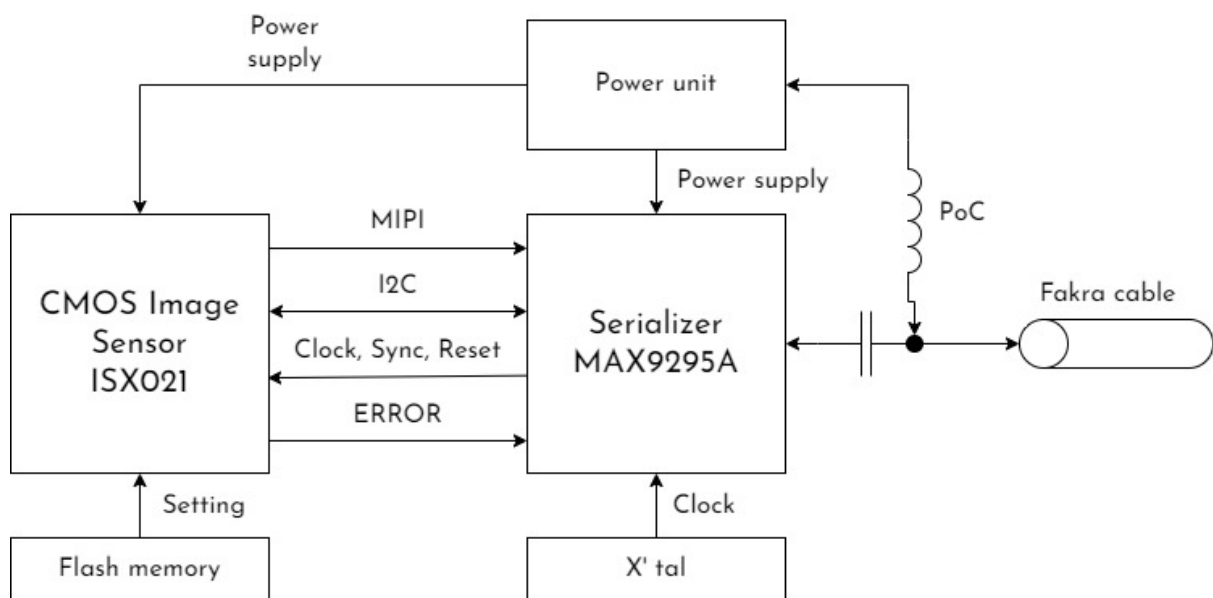 Power
supply
Power unit
Power supply
PoC
MIPI
CMOS Image
Sensor
ISX021
I2C
Serializer
MAX9295A
Fakra cable
Clock, Sync, Reset
ERROR
Setting
Clock
Flash memory
X' tal